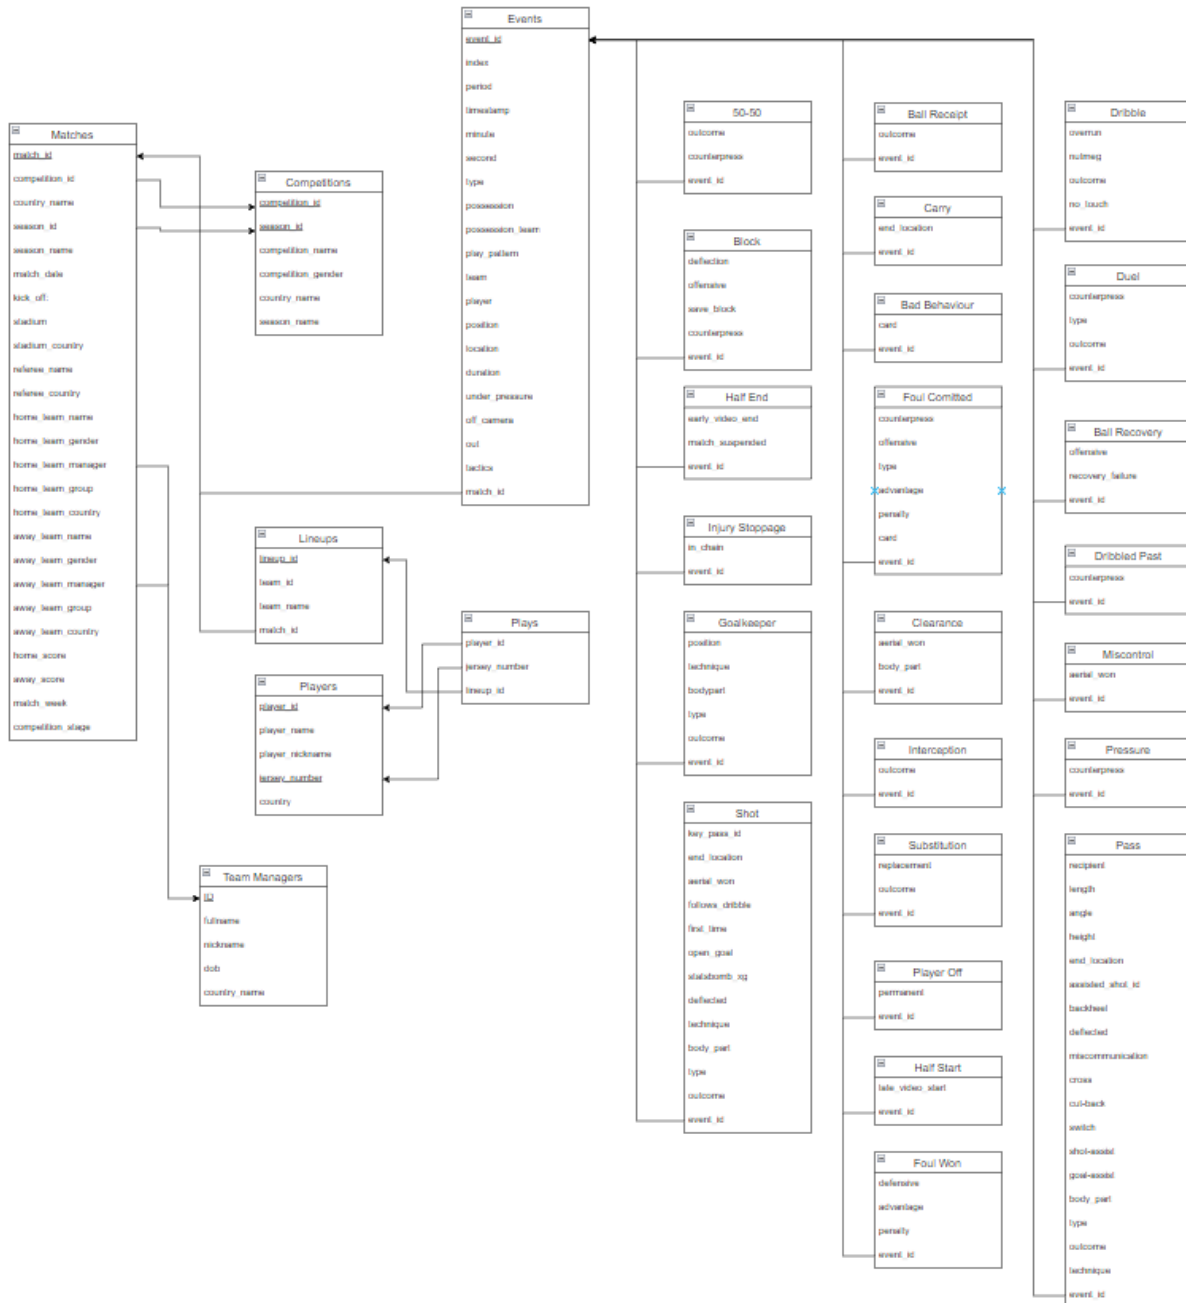 Matches
match_id
competition_id
country_name
season_id
season_name
match_date
kick_off:
stadium
stadium_country
referee_name
referee_country
home_team_name
home_team_gender
home_team_manager
home_team_group
home_team_country
away_team_name
away_team_gender
away_team_manager
away_team_group
away_team_country
home_score
away_score
match_week
competition_stage
Competitions
competition_id
season_id
competition_name
competition_gender
country_name
season_name
Lineups
lineup_id
team_id
team_name
match_id
Players
player_id
player_name
player_nickname
jersey_number
country
Team Managers
ID
fullname
nickname
dob
country_name
Events
event_id
index
period
timestamp
minute
second
type
possession
possession_team
play_pattern
team
player
position
location
duration
under_pressure
off_camera
out
tactics
match_id
Plays
player_id
jersey_number
lineup_id
50-50
outcome
counterpress
event_id
Block
deflection
offensive
save_block
counterpress
event_id
Half End
early_video_end
match_suspended
event_id
Injury Stoppage
in_chain
event_id
Goalkeeper
position
technique
bodypart
type
outcome
event_id
Shot
key_pass_id
end_location
aerial_won
follows_dribble
first_time
open_goal
statsbomb_xg
deflected
technique
body_part
type
outcome
event_id
Ball Receipt
outcome
event_id
Carry
end_location
event_id
Bad Behaviour
card
event_id
Foul Comitted
counterpress
offensive
type
advantage
penalty
card
event_id
Clearance
aerial_won
body_part
event_id
Interception
outcome
event_id
Substitution
replacement
outcome
event_id
Player Off
permanent
event_id
Half Start
late_video_start
event_id
Foul Won
defensive
advantage
penalty
event_id
Dribble
overrun
nutmeg
outcome
no_touch
event_id
Duel
counterpress
type
outcome
event_id
Ball Recovery
offensive
recovery_failure
event_id
Dribbled Past
counterpress
event_id
Miscontrol
aerial_won
event_id
Pressure
counterpress
event_id
Pass
recipient
length
angle
height
end_location
assisted_shot_id
backheel
deflected
miscommunication
cross
cut-back
switch
shot-assist
goal-assist
body_part
type
outcome
technique
event_id